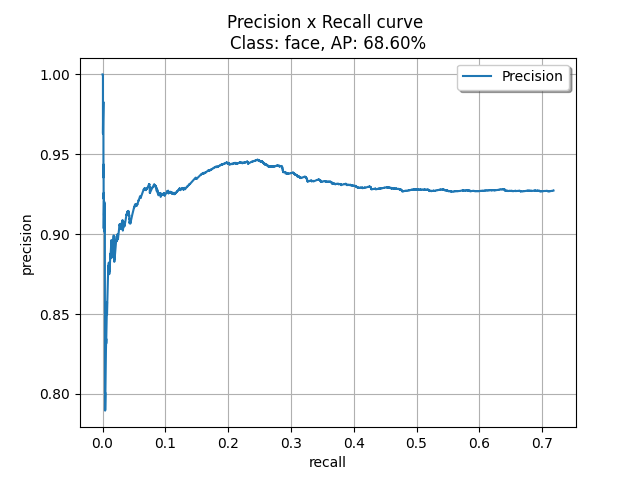 Precision x Recall curve
Class: face, AP: 68.60%
Precision
1.00
0.95
0.90
0.85
0.80
precision
0.0 0.1 0.2 0.3 0.4 0.5 0.6 0.7
recall